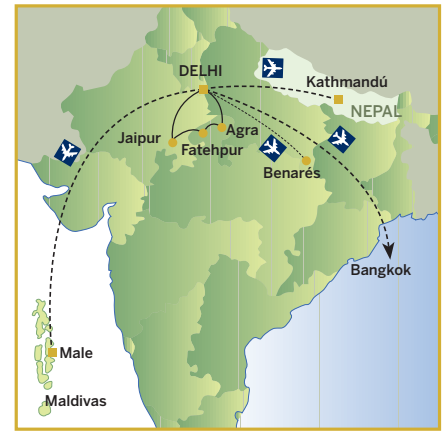 DELHI
Kathmandú
NEPAL
Jaipur
Agra
Fatehpur
Benarés
Bangkok
Male
Maldivas